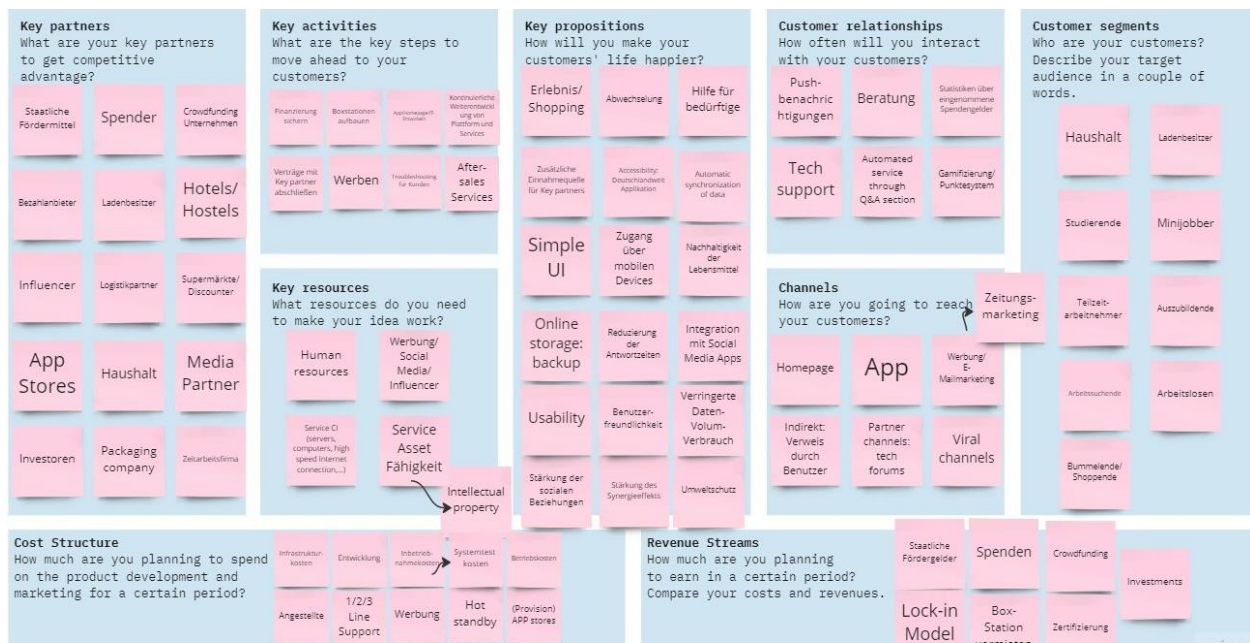 Key partners
What are your key partners
to get competitive
advantage?
Staatliche
Fördermittel
Spender
Crowdfunding
Unternehmen
Bezahlanbieter
Ladenbesitzer
Hotels/
Hostels
Influencer
Logistikpartner
Supermärkte/
Discounter
App
Stores
Haushalt
Media
Partner
Investoren
Packaging
company
Zeitarbeitsfirma
Key activities
What are the key steps to
move ahead to your
customers?
Finanzierung
sichern
Boxstationen
aufbauen
Kontinuierliche
Weiterentwickl
ung von
Platform und
Services
Verträge mit
Key partner
abschließen
Werben
Troubleshooting
für Kunden
After-
sales
Services
Key resources
What resources do you need
to make your idea work?
Human
resources
Werbung/
Social
Media/
Influencer
Service CI
(servers,
computers, high
speed Internet
connection,...)
Service
Asset
Fähigkeit
Intellectual
property
Key propositions
How will you make your
customers' life happier?
Erlebnis/
Shopping
Abwechselung
Hilfe für
bedürftige
Zusätzliche
Einnahmequelle
für Key partners
Accessibility:
Deutschlandweit
Applikation
Automatic
synchronization
of data
Simple
UI
Zugang
über
mobilen
Devices
Nachhaltigkeit
der
Lebensmittel
Online
storage:
backup
Reduzierung
der
Antwortzeiten
Integration
mit Social
Media Apps
Usability
Benutzer-
freundlichkeit
Verringerte
Daten-
Volum-
Verbrauch
Stärkung der
sozialen
Beziehungen
Stärkung des
Synergieeffekts
Umweltschutz
Customer relationships
How often will you interact
with your customers?
Push-
benachric
htigungen
Beratung
Statistiken über
eingenommene
Spendengelder
Tech
support
Automated
service
through
Q&A section
Gamifizierung/
Punktesystem
Channels
How are you going to reach
your customers?
Zeitungs-
marketing
Homepage
App
Werbung/
E-
Mailmarketing
Indirekt:
Verweis
durch
Benutzer
Partner
channels:
tech
forums
Viral
channels
Customer segments
Who are your customers?
Describe your target
audience in a couple of
words.
Haushalt
Ladenbesitzer
Studierende
Minijobber
Teilzeit-
arbeitnehmer
Auszubildende
Arbeitssuchende
Arbeitslosen
Bummelende/
Shoppende
Cost Structure
How much are you planning to spend
on the product development and
marketing for a certain period?
Infrastruktur-
kosten
Entwicklung
Inbetrieb-
nahmekosten
Systemtest
kosten
Betriebskosten
Angestellte
1/2/3
Line
Support
Werbung
Hot
standby
(Provision)
APP stores
Revenue Streams
How much are you planning
to earn in a certain period?
Compare your costs and revenues.
Staatliche
Fördergelder
Spenden
Crowdfunding
Investments
Lock-in
Model
Box-
Station
Zertifizierung